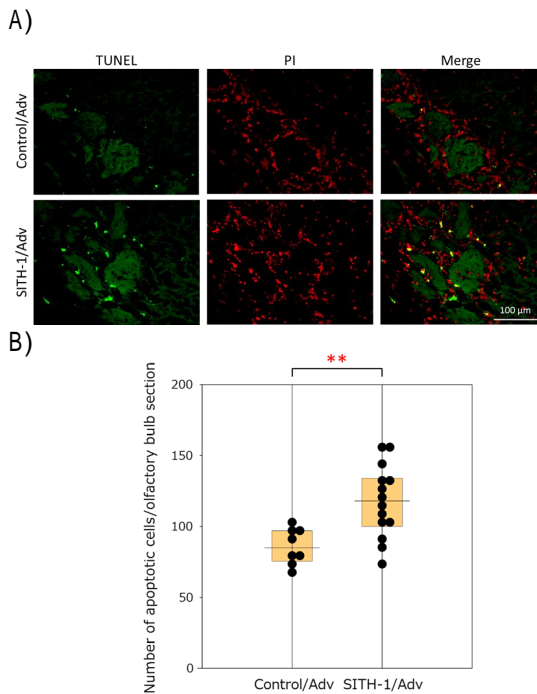 A)
TUNEL PI Merge
Control/Adv
SITH-1/Adv
100 µm
B)
**
Number of apoptotic cells/olfactory bulb section
200
150
100
50
0
Control/Adv SITH-1/Adv